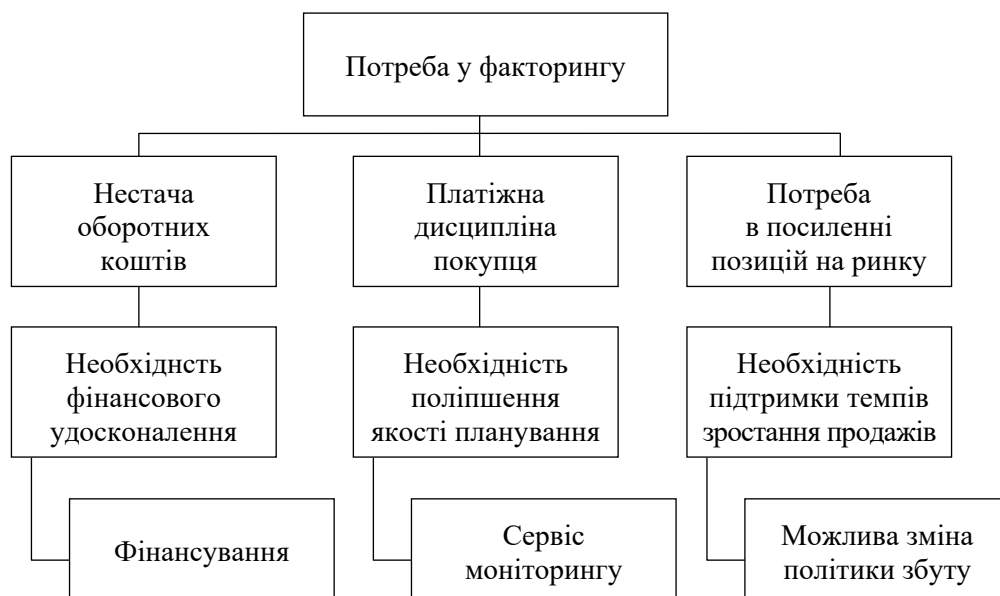 Потреба у факторингу
Нестача
оборотних
коштів
Платіжна
дисципліна
покупця
Потреба
в посиленні
позицій на ринку
Необхіднсть
фінансового
удосконалення
Необхідність
поліпшення
якості планування
Необхідність
підтримки темпів
зростання продажів
Фінансування
Сервіс
моніторингу
Можлива зміна
політики збуту